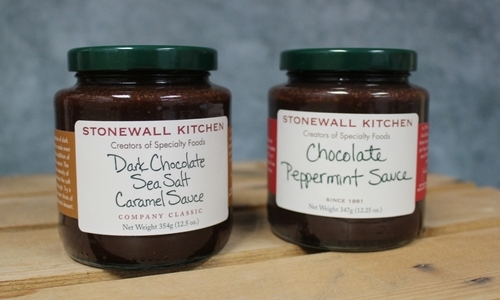 STONEWALL KITCHEN
Creators of Specialty Foods
Dark Chocolate
Sea Salt
Caramel Sauce
COMPANY CLASSIC
Net Weight 354g (12.5 oz.)
STONEWALL KITCHEN
Creators of Specialty Foods
Chocolate
Peppermint Sauce
SINCE 1991
Net Weight 347g (12.25 oz.)